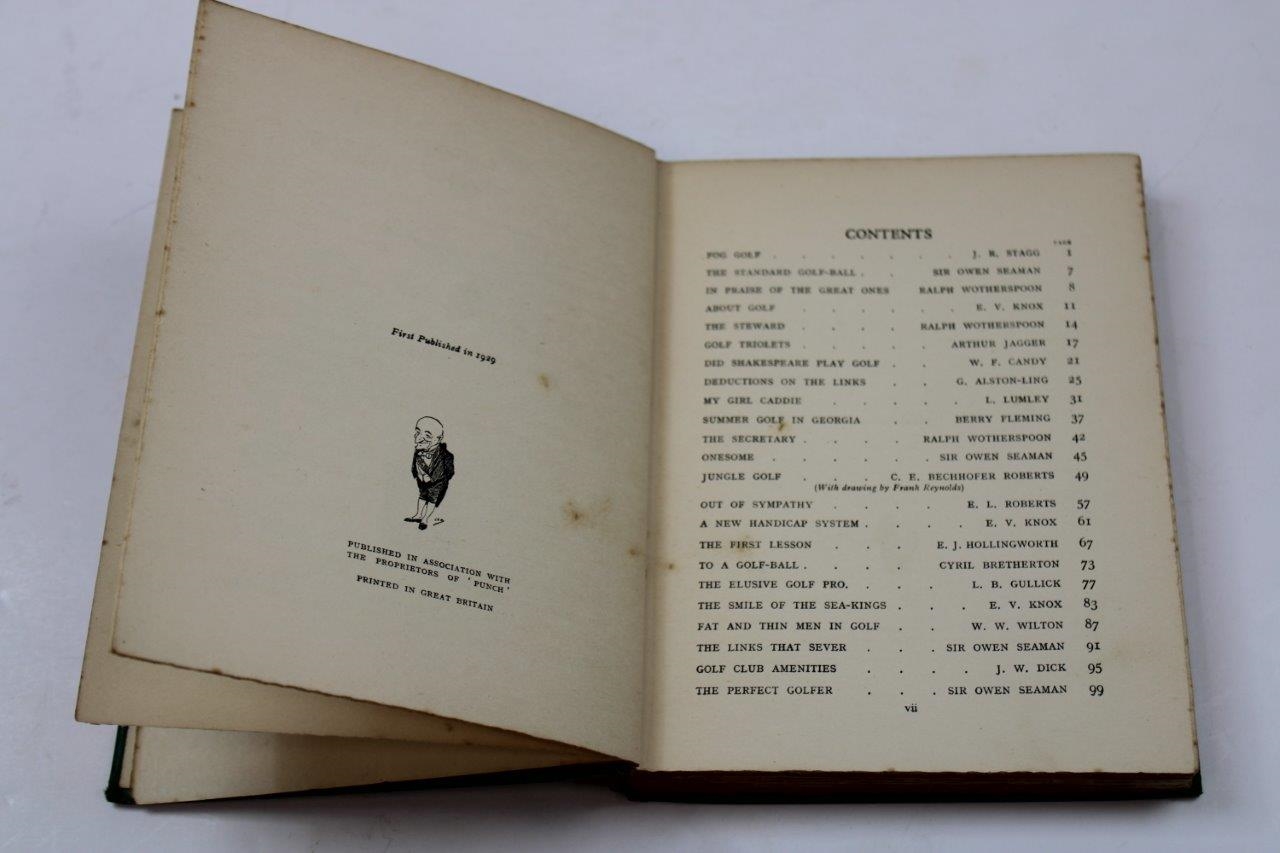 First Published in 1929
PUBLISHED IN ASSOCIATION WITH
THE PROPRIETORS OF 'PUNCH'
PRINTED IN GREAT BRITAIN
CONTENTS
PAGE
FOG GOLF . . . . . . . J. R. STAGG 1
THE STANDARD GOLF-BALL . . SIR OWEN SEAMAN 7
IN PRAISE OF THE GREAT ONES RALPH WOTHERSPOON 8
ABOUT GOLF . . . . . . E. V. KNOX 11
THE STEWARD . . . . RALPH WOTHERSPOON 14
GOLF TRIOLETS . . . . . ARTHUR JAGGER 17
DID SHAKESPEARE PLAY GOLF . . W. F. CANDY 21
DEDUCTIONS ON THE LINKS . . G. ALSTON-LING 25
MY GIRL CADDIE . . . . L. LUMLEY 31
SUMMER GOLF IN GEORGIA . . BERRY FLEMING 37
THE SECRETARY . . . . RALPH WOTHERSPOON 42
ONESOME . . . . . . SIR OWEN SEAMAN 45
JUNGLE GOLF . . . C. E. BECHHOFER ROBERTS 49
(With drawing by Frank Reynolds)
OUT OF SYMPATHY . . . . E. L. ROBERTS 57
A NEW HANDICAP SYSTEM . . . . E. V. KNOX 61
THE FIRST LESSON . . . E. J. HOLLINGWORTH 67
TO A GOLF-BALL . . . . CYRIL BRETHERTON 73
THE ELUSIVE GOLF PRO. . . . L. B. GULLICK 77
THE SMILE OF THE SEA-KINGS . . . E. V. KNOX 83
FAT AND THIN MEN IN GOLF . . W. W. WILTON 87
THE LINKS THAT SEVER . . . SIR OWEN SEAMAN 91
GOLF CLUB AMENITIES . . . . J. W. DICK 95
THE PERFECT GOLFER . . . SIR OWEN SEAMAN 99
vii